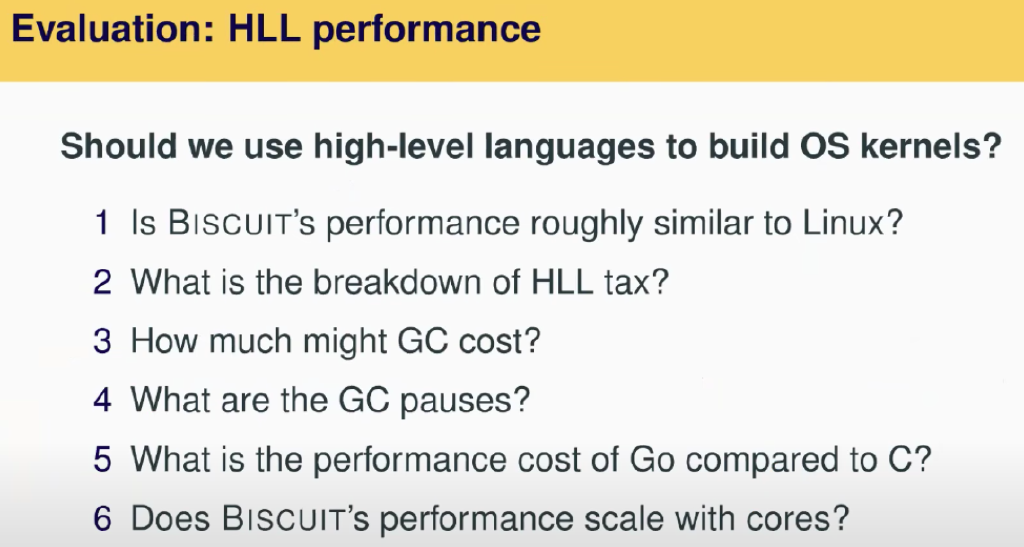 Evaluation: HLL performance
Should we use high-level languages to build OS kernels?
1 Is BISCUIT's performance roughly similar to Linux?
2 What is the breakdown of HLL tax?
3 How much might GC cost?
4 What are the GC pauses?
5 What is the performance cost of Go compared to C?
6 Does BISCUIT's performance scale with cores?